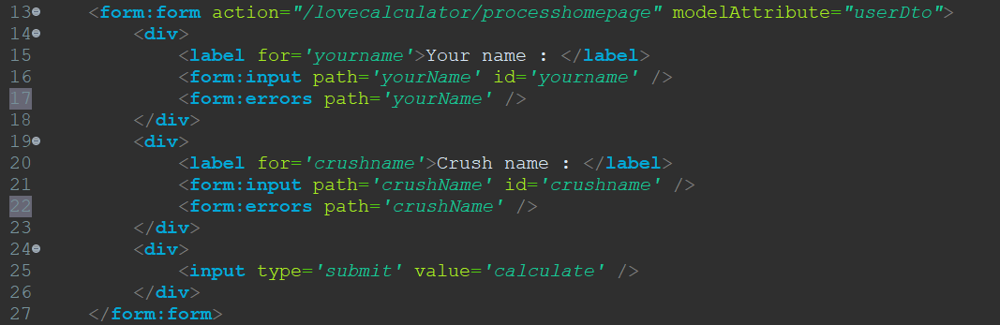 13 <form:form action="/lovecalculator/processhomepage" modelAttribute="userDto">
14 <div>
15 <label for='yourname'>Your name : </label>
16 <form:input path='yourName' id='yourname' />
17 <form:errors path='yourName' />
18 </div>
19 <div>
20 <label for='crushname'>Crush name : </label>
21 <form:input path='crushName' id='crushname' />
22 <form:errors path='crushName' />
23 </div>
24 <div>
25 <input type='submit' value='calculate' />
26 </div>
27 </form:form>